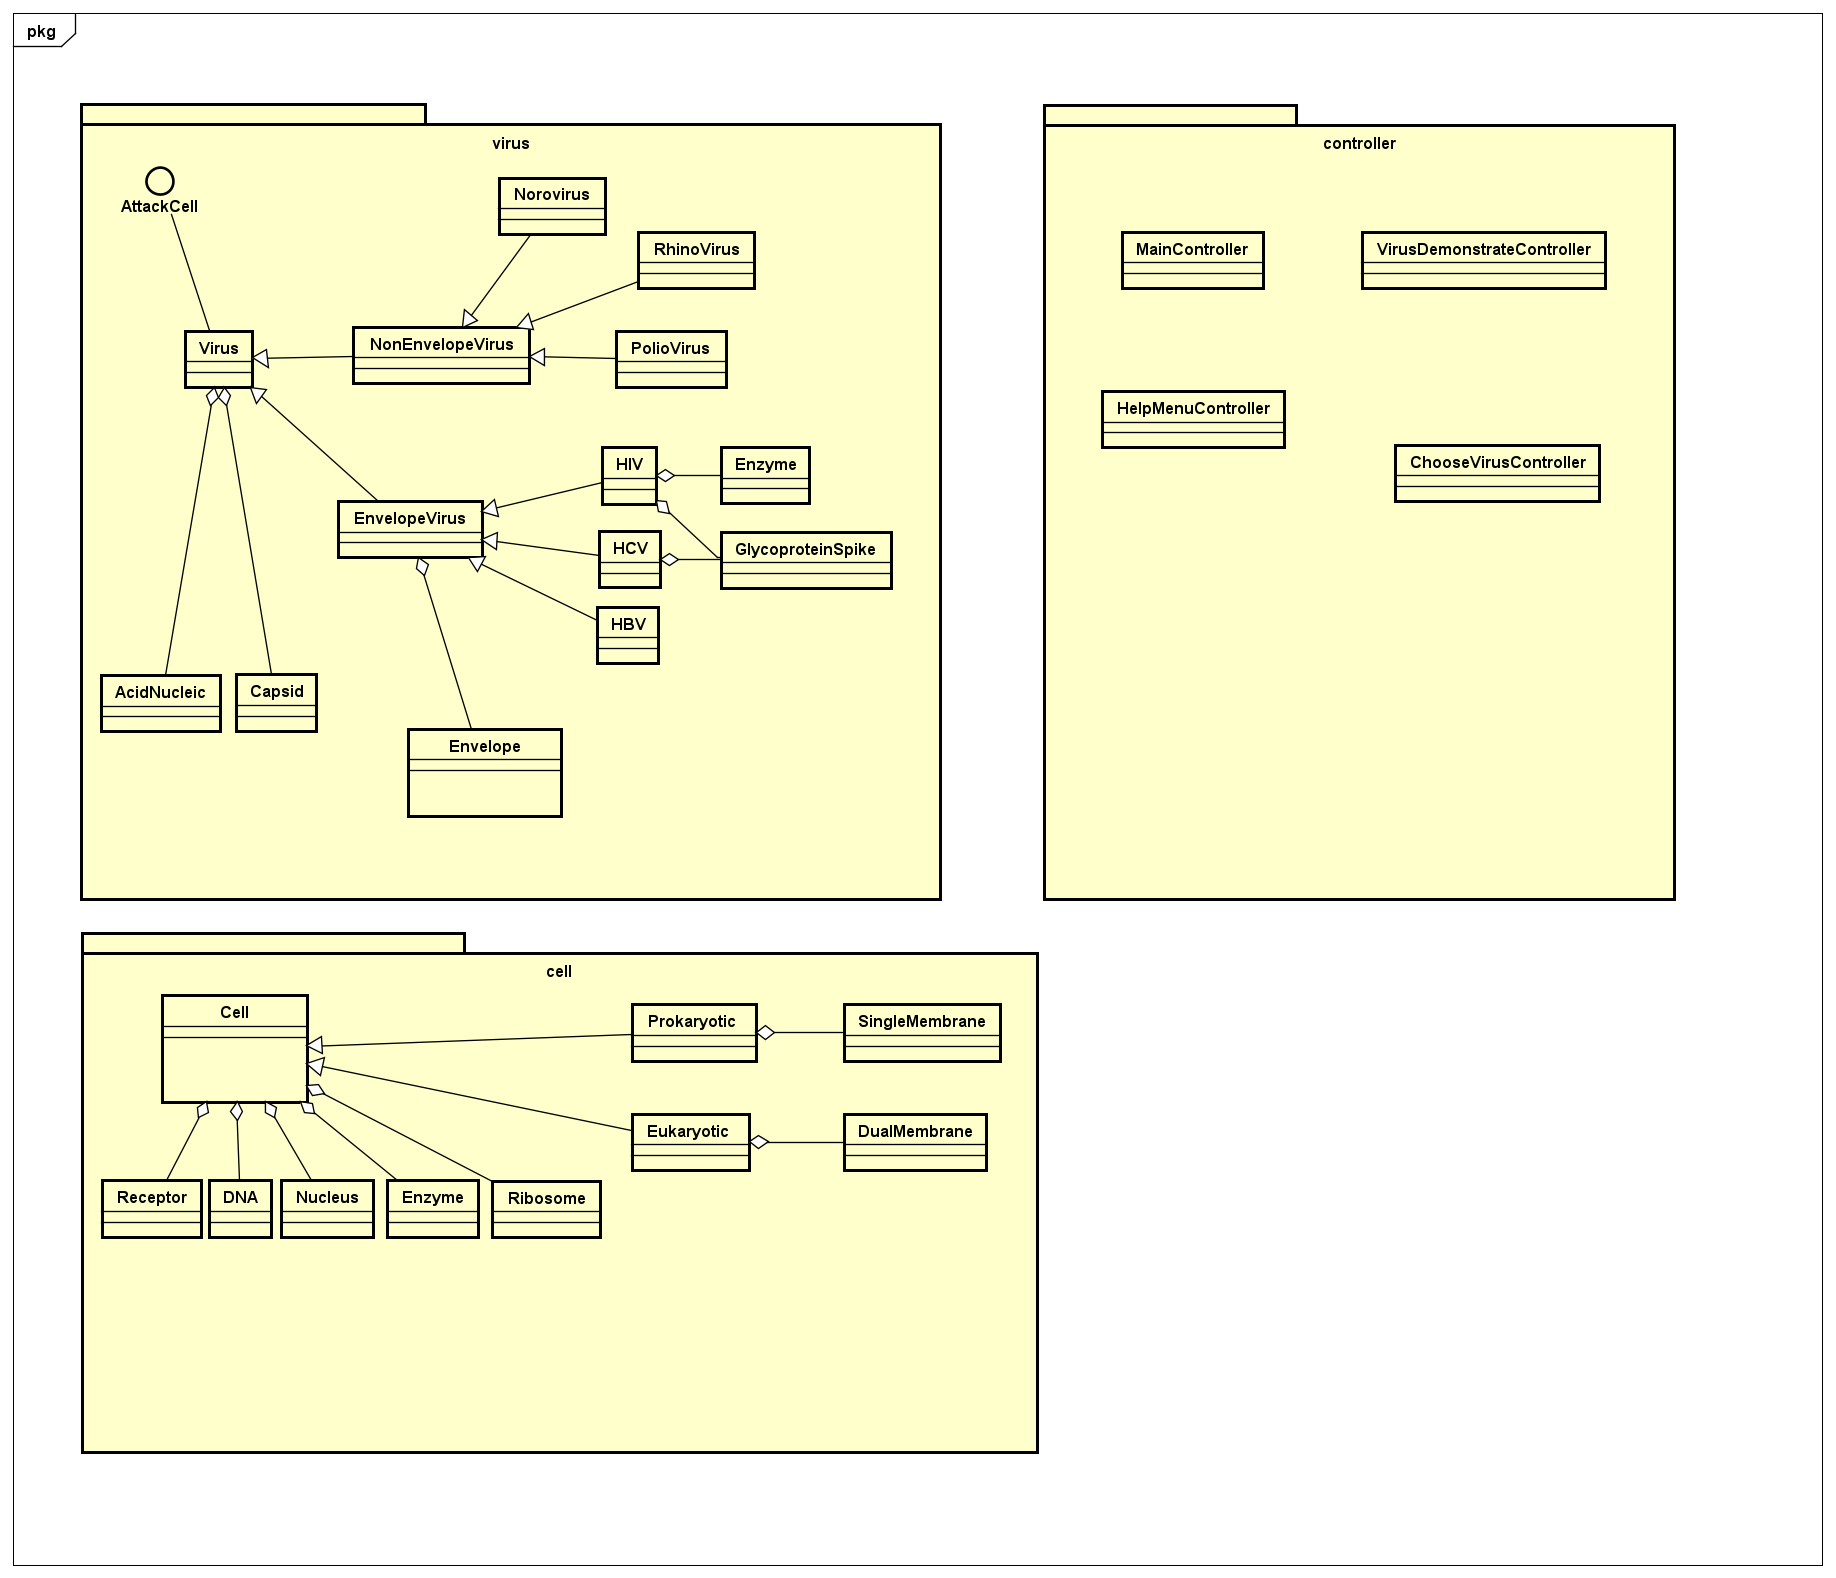 pkg
virus
AttackCell
Norovirus
RhinoVirus
Virus
NonEnvelopeVirus
PolioVirus
HIV
Enzyme
EnvelopeVirus
HCV
GlycoproteinSpike
HBV
AcidNucleic
Capsid
Envelope
controller
MainController
VirusDemonstrateController
HelpMenuController
ChooseVirusController
cell
Cell
Prokaryotic
SingleMembrane
Eukaryotic
DualMembrane
Receptor
DNA
Nucleus
Enzyme
Ribosome